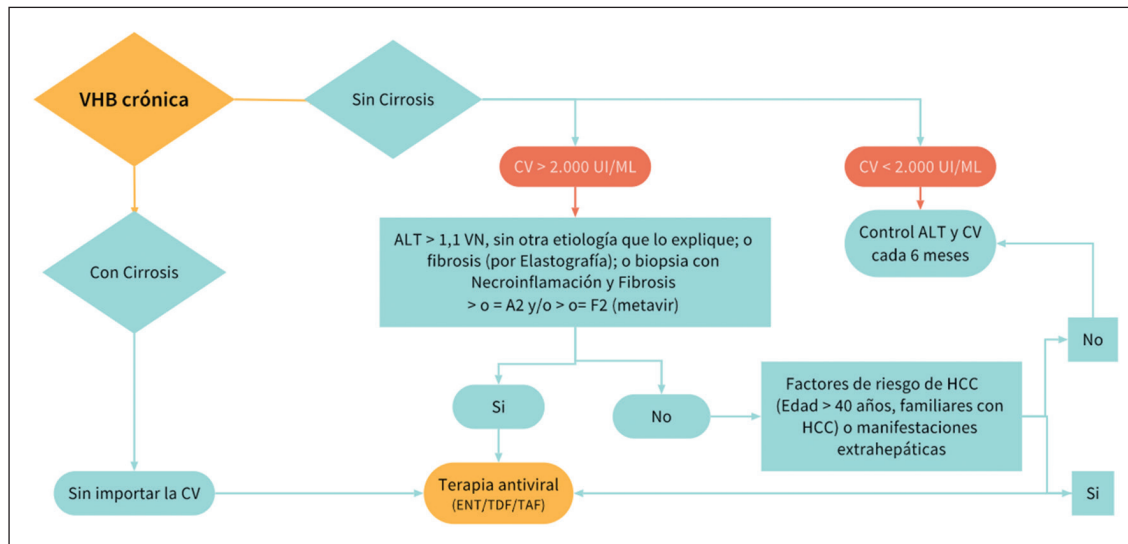 VHB crónica
Sin Cirrosis
CV > 2.000 UI/ML
CV < 2.000 UI/ML
ALT > 1,1 VN, sin otra etiología que lo explique; o
fibrosis (por Elastografía); o biopsia con
Necroinflamación y Fibrosis
> o = A2 y/o > o= F2 (metavir)
Control ALT y CV
cada 6 meses
Con Cirrosis
No
Factores de riesgo de HCC
(Edad > 40 años, familiares con
HCC) o manifestaciones
extrahepáticas
Si
No
Sin importar la CV
Terapia antiviral
(ENT/TDF/TAF)
Si